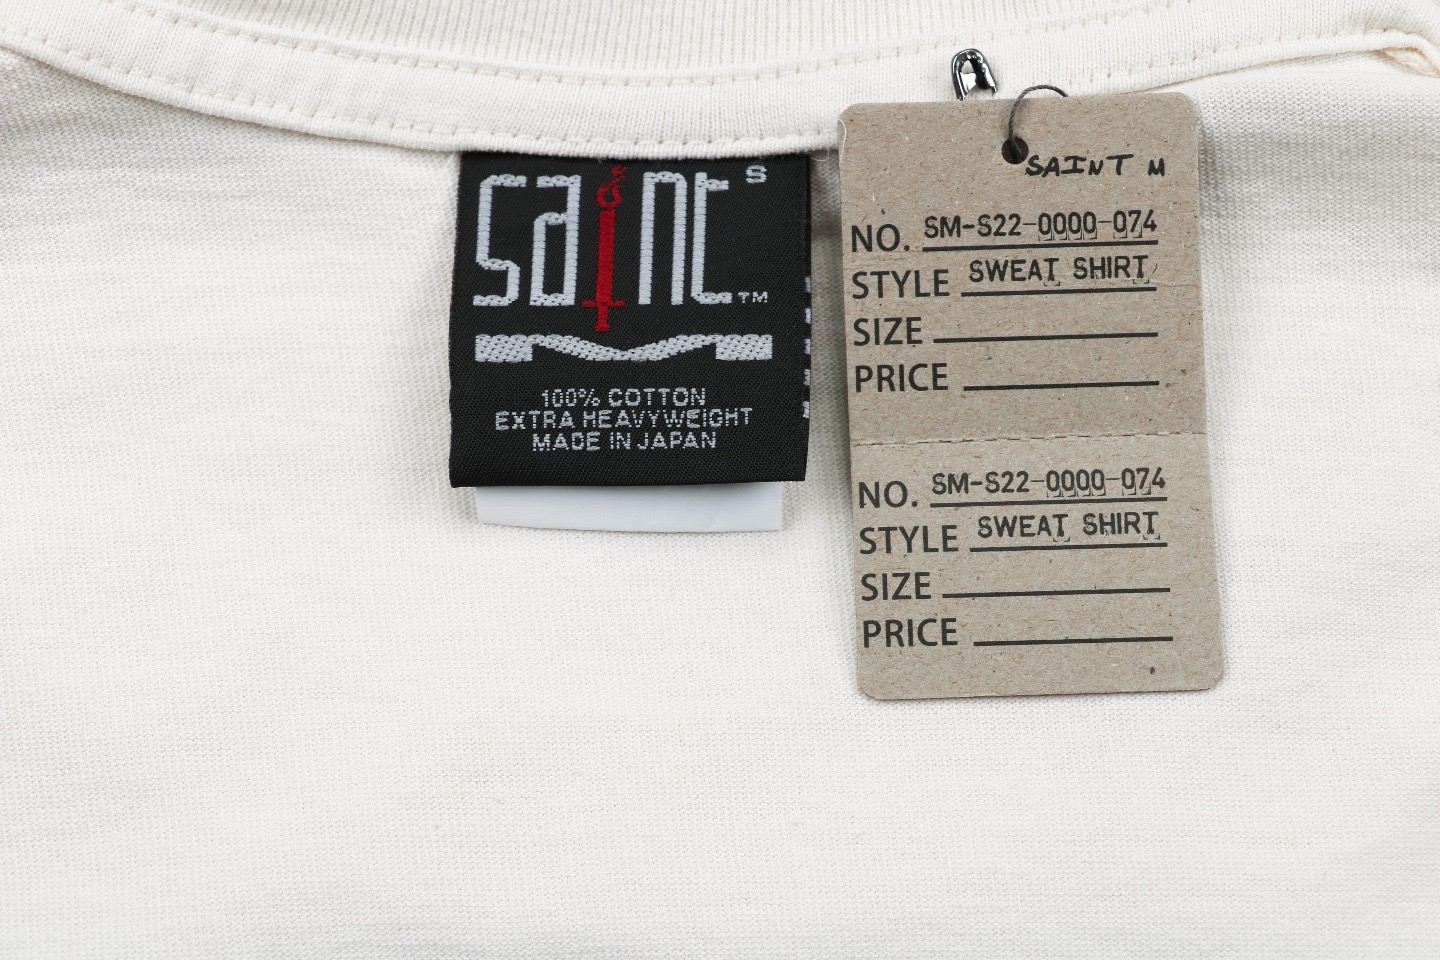 saint S
™
100% COTTON
EXTRA HEAVYWEIGHT
MADE IN JAPAN
SAINT M
NO. SM-S22-0000-074
STYLE SWEAT SHIRT
SIZE
PRICE
NO. SM-S22-0000-074
STYLE SWEAT SHIRT
SIZE
PRICE